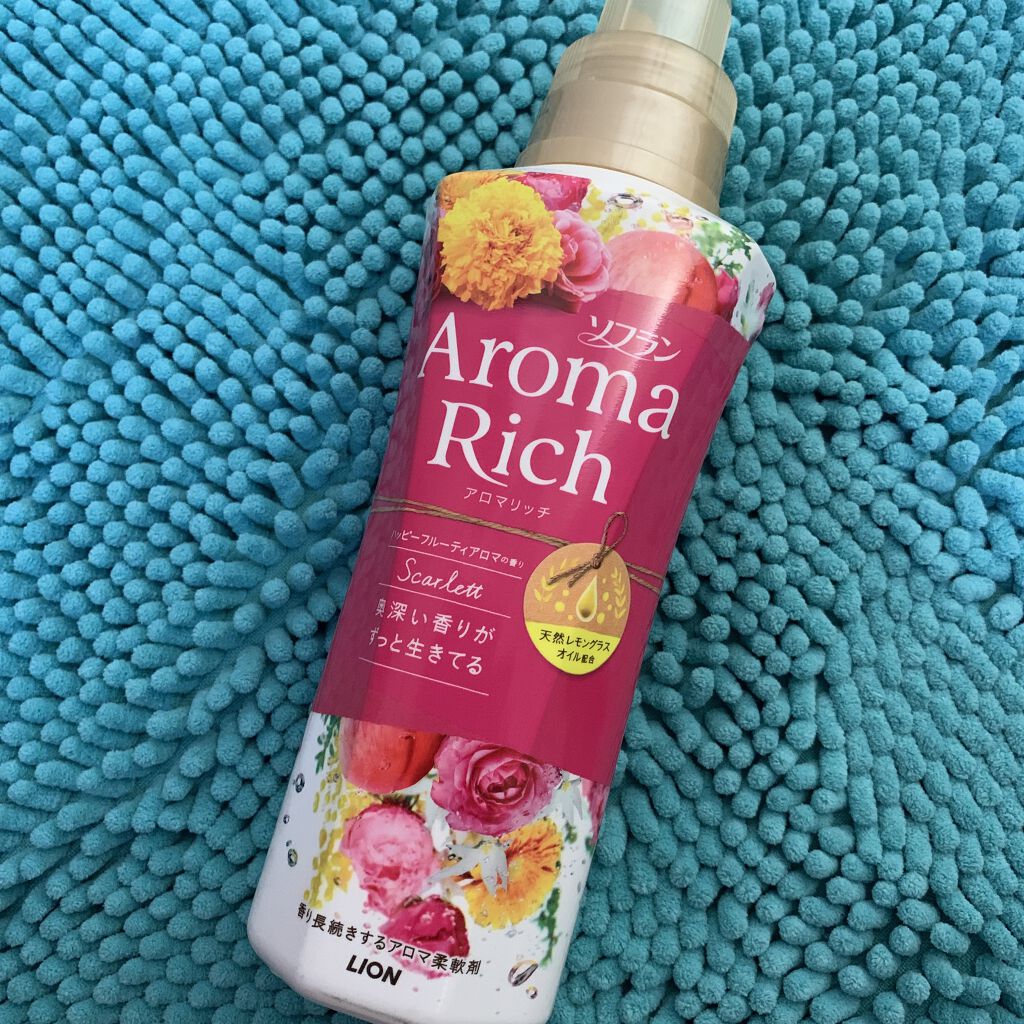 ソフラン
Aroma
Rich
アロマリッチ
ハッピーフルーティアロマの香り
Scarlett
奥深い香りが
ずっと生きてる
天然レモングラス
オイル配合
香り長続きするアロマ柔軟剤
LION